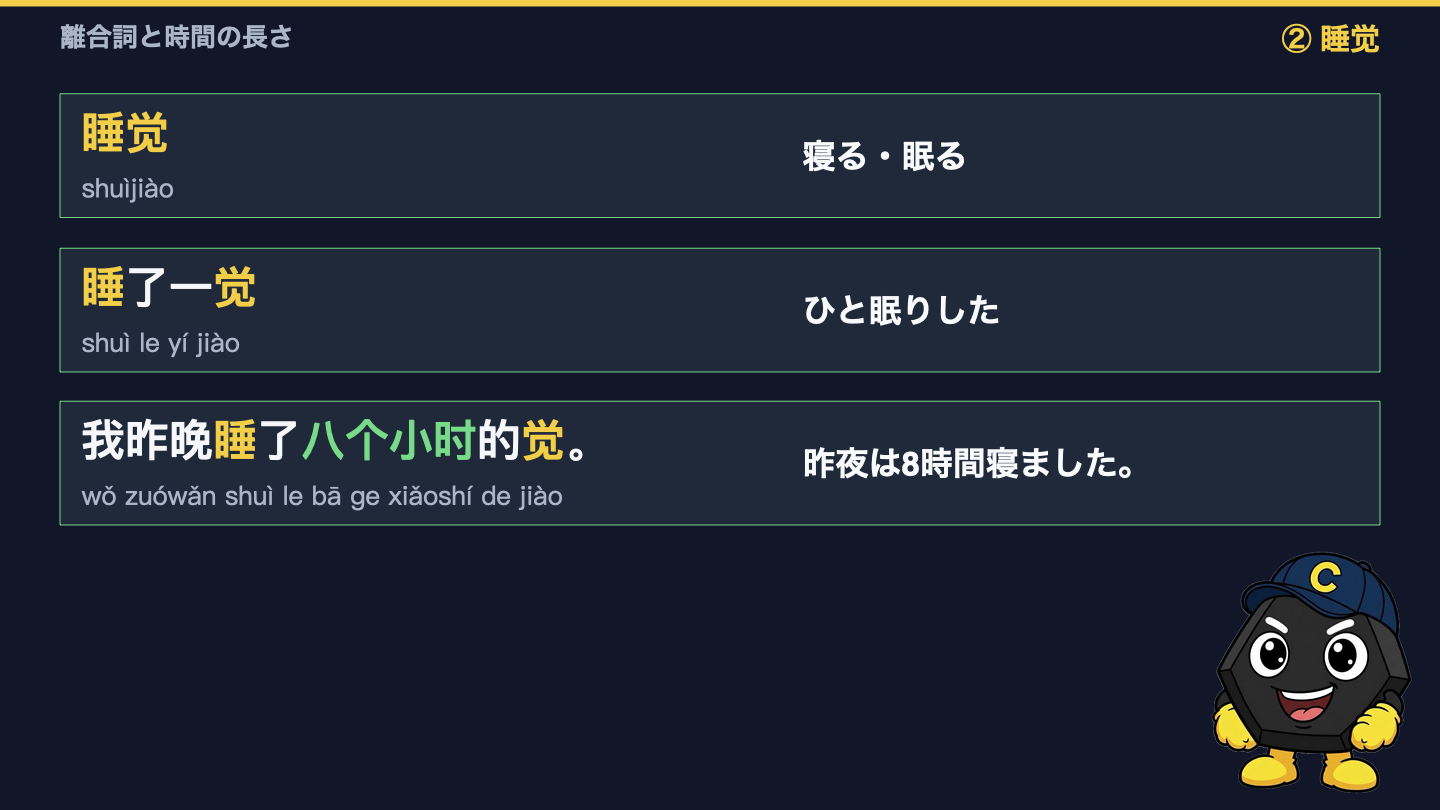 離合詞と時間の長さ
② 睡觉
睡觉
shuìjiào
寝る・眠る
睡了一觉
shuì le yí jiào
ひと眠りした
我昨晚睡了八个小时的觉。
wǒ zuówǎn shuì le bā ge xiǎoshí de jiào
昨夜は8時間寝ました。
C